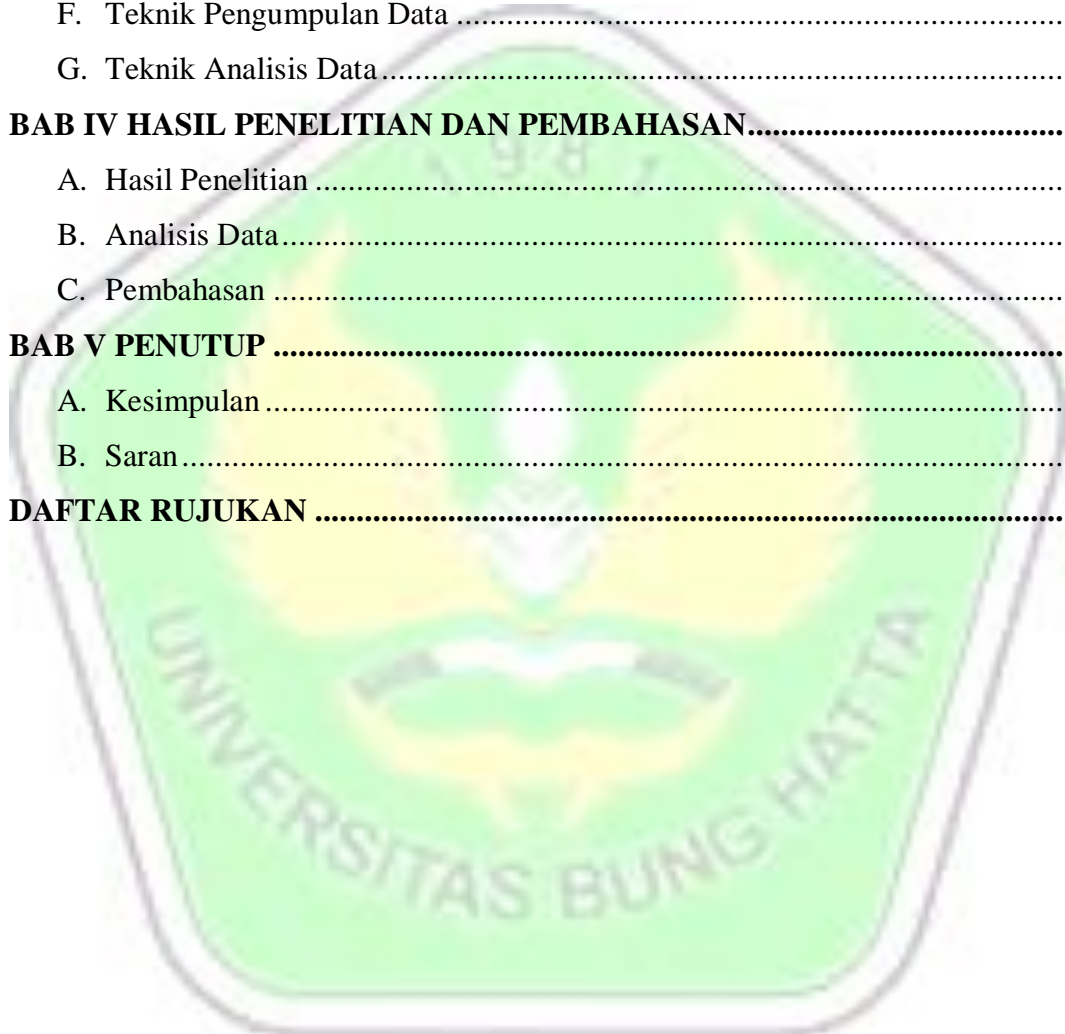 F. Teknik Pengumpulan Data ..........................................................................
G. Teknik Analisis Data...................................................................................
BAB IV HASIL PENELITIAN DAN PEMBAHASAN......................................
A. Hasil Penelitian ...........................................................................................
B. Analisis Data...............................................................................................
C. Pembahasan ................................................................................................
BAB V PENUTUP ...............................................................................................
A. Kesimpulan.................................................................................................
B. Saran...........................................................................................................
DAFTAR RUJUKAN ..........................................................................................
1981
UNIVERSITAS BUNG HATTA